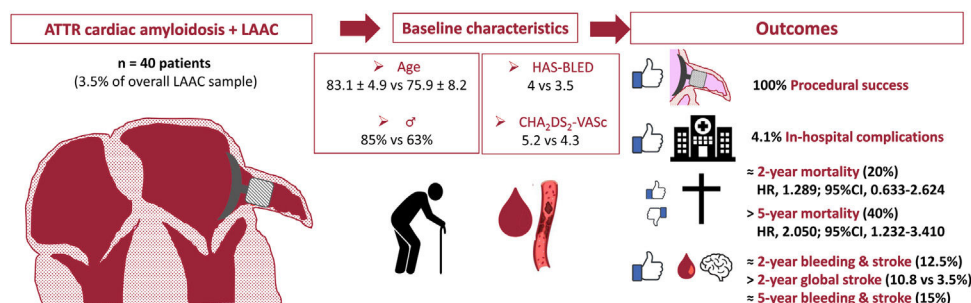 ATTR cardiac amyloidosis + LAAC
n = 40 patients
(3.5% of overall LAAC sample)
Baseline characteristics
➢ Age
83.1 ± 4.9 vs 75.9 ± 8.2
➢ HAS-BLED
4 vs 3.5
➢ ♂
85% vs 63%
➢ CHA₂DS₂-VASc
5.2 vs 4.3
Outcomes
100% Procedural success
4.1% In-hospital complications
≈ 2-year mortality (20%)
HR, 1.289; 95%CI, 0.633-2.624
> 5-year mortality (40%)
HR, 2.050; 95%CI, 1.232-3.410
≈ 2-year bleeding & stroke (12.5%)
> 2-year global stroke (10.8 vs 3.5%)
≈ 5-year bleeding & stroke (15%)